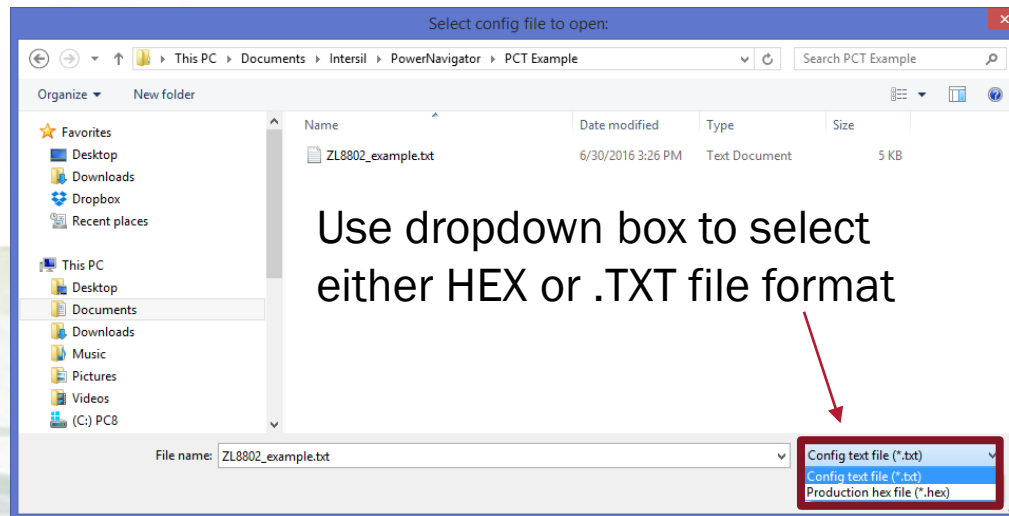 Select config file to open:
This PC Documents Intersil PowerNavigator PCT Example
Search PCT Example
Organize New folder
Name Date modified Type Size
Favorites
Desktop
Downloads
Dropbox
Recent places
This PC
Desktop
Documents
Downloads
Music
Pictures
Videos
(C:) PC8
ZL8802_example.txt 6/30/2016 3:26 PM Text Document 5 KB
Use dropdown box to select
either HEX or .TXT file format
File name: ZL8802_example.txt
Config text file (*.txt)
Config text file (*.txt)
Production hex file (*.hex)